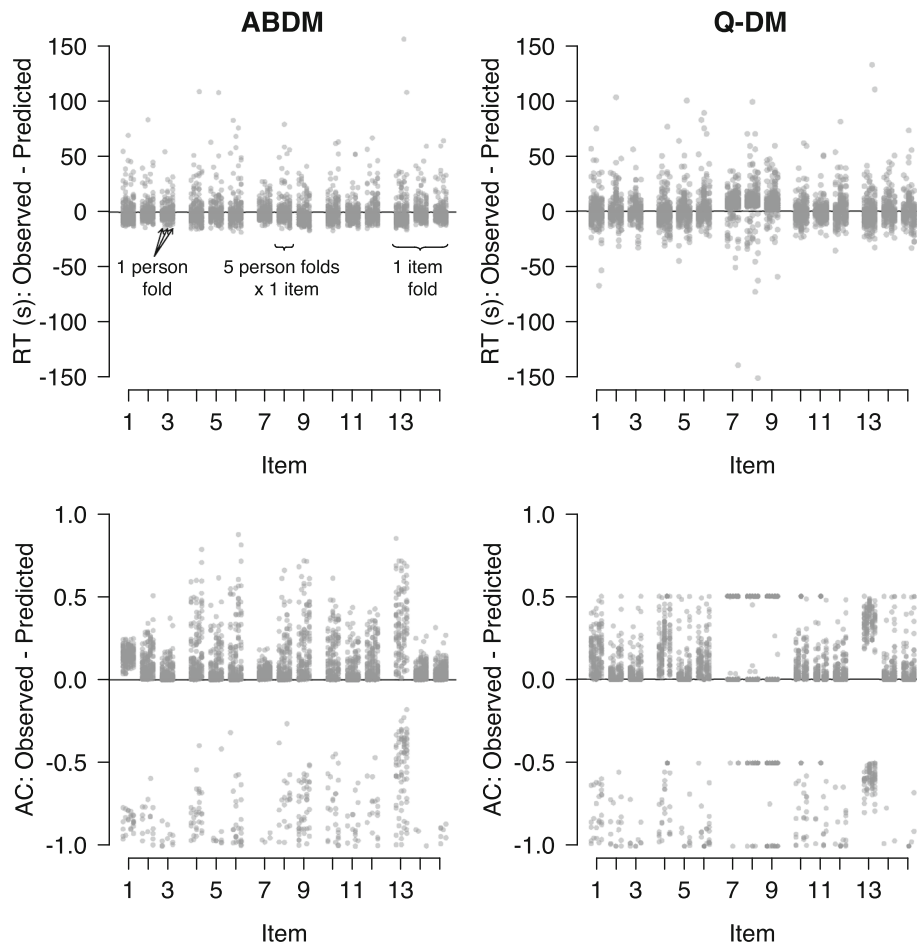 ABDM
RT (s): Observed - Predicted
150
100
50
0
-50
-100
-150
1 person
fold
5 person folds
x 1 item
1 item
fold
1 3 5 7 9 11 13
Item
Q-DM
RT (s): Observed - Predicted
150
100
50
0
-50
-100
-150
1 3 5 7 9 11 13
Item
AC: Observed - Predicted
1.0
0.5
0.0
-0.5
-1.0
1 3 5 7 9 11 13
Item
AC: Observed - Predicted
1.0
0.5
0.0
-0.5
-1.0
1 3 5 7 9 11 13
Item